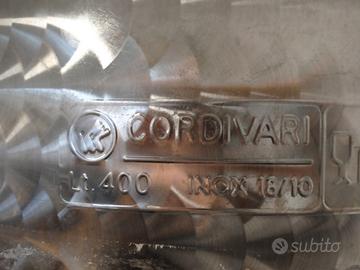 CORDIVARI
Lt. 400 INOX 18/10
subito